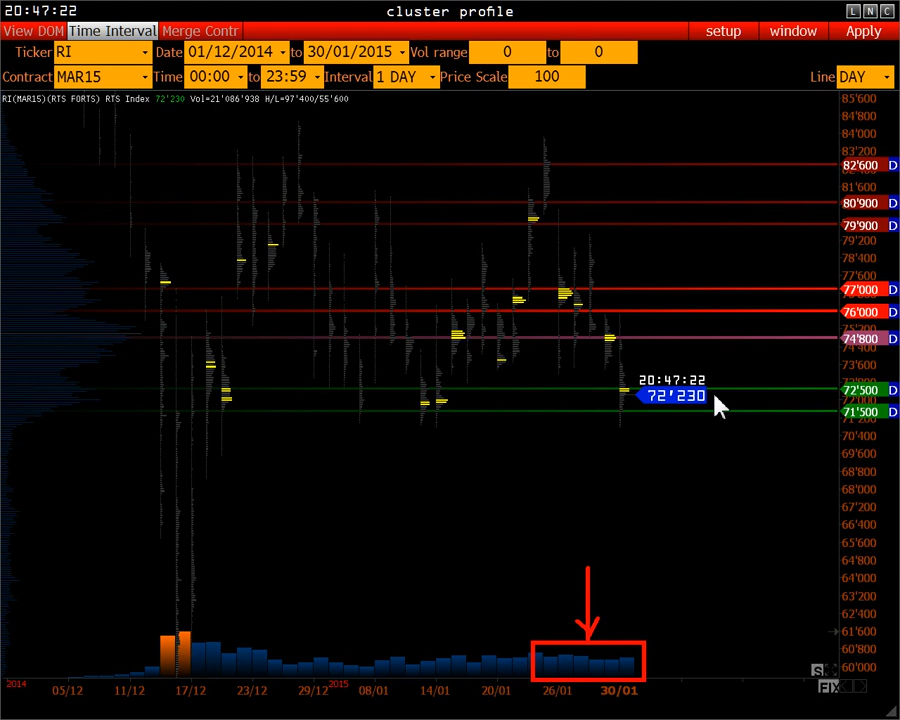 20:47:22 cluster profile L N C
View DOM Time Interval Merge Contr setup window Apply
Ticker RI Date 01/12/2014 to 30/01/2015 Vol range 0 to 0
Contract MAR15 Time 00:00 to 23:59 Interval 1 DAY Price Scale 100 Line DAY
RI(MAR15)(RTS FORTS) RTS Index 72'230 Vol=21'086'938 H/L=97'400/55'600
85'600
84'800
84'000
83'200
82'600 D
81'600
80'900 D
79'900 D
79'200
78'400
77'600
77'000 D
76'000 D
75'200
74'800 D
74'400
73'600
20:47:22
72'500 D
72'230
72'000
71'500 D
71'200
70'400
69'600
68'800
68'000
67'200
66'400
65'600
64'800
64'000
63'200
62'400
61'600
60'800
60'000
S
FIX
2014 05/12 11/12 17/12 23/12 29/12 2015 08/01 14/01 20/01 26/01 30/01